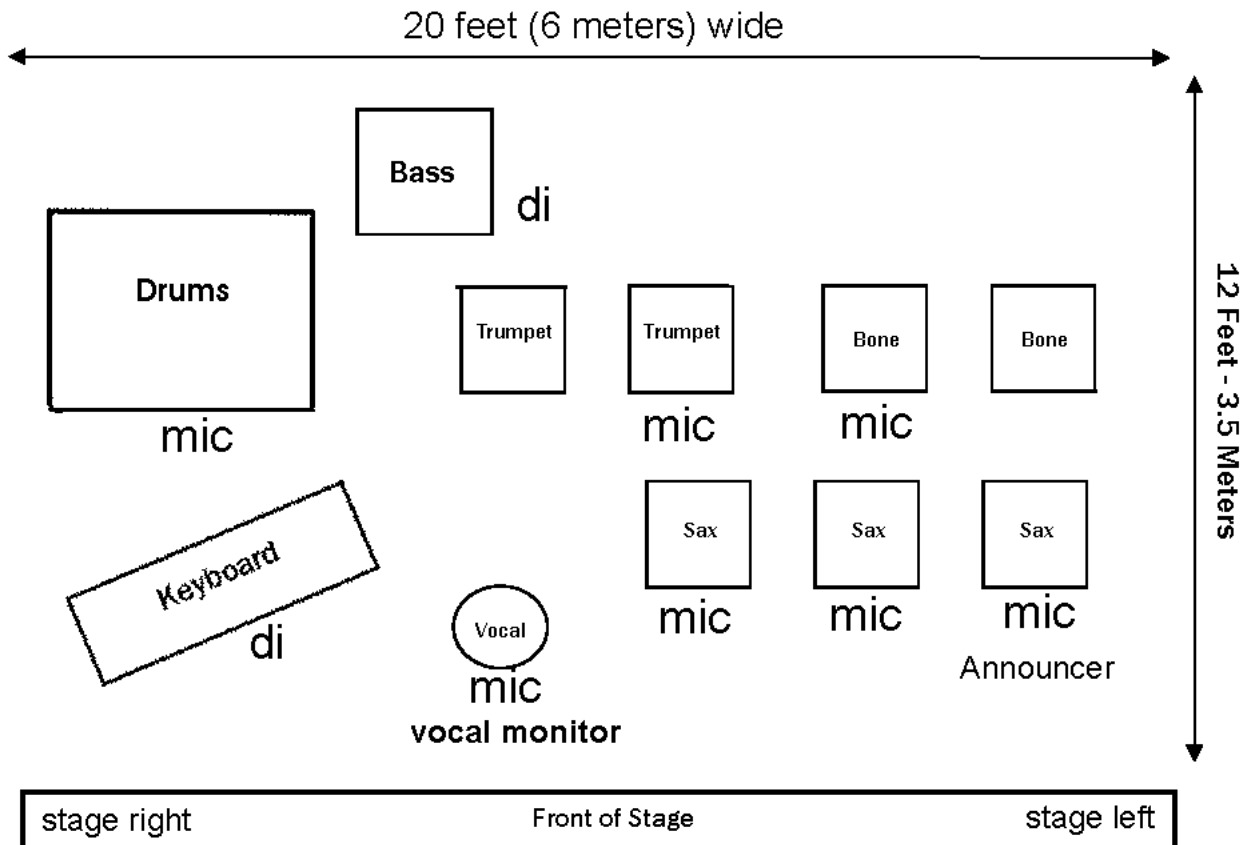 20 feet (6 meters) wide
Bass
di
Drums
mic
Trumpet
Trumpet
Bone
Bone
mic
mic
12 Feet - 3.5 Meters
Keyboard
di
Sax
Sax
Sax
mic
mic
mic
Vocal
mic
vocal monitor
Announcer
stage right
Front of Stage
stage left